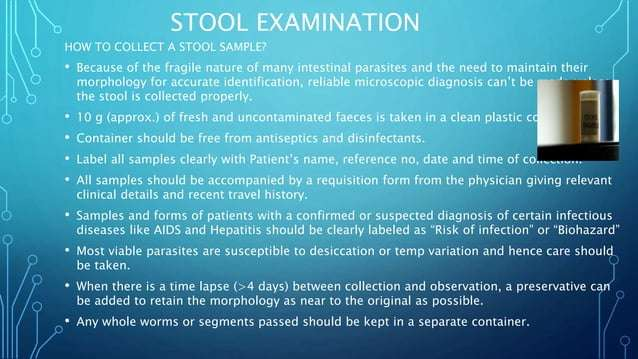 STOOL EXAMINATION
HOW TO COLLECT A STOOL SAMPLE?
• Because of the fragile nature of many intestinal parasites and the need to maintain their
morphology for accurate identification, reliable microscopic diagnosis can't be
the stool is collected properly.
• 10 g (approx.) of fresh and uncontaminated faeces is taken in a clean plastic
• Container should be free from antiseptics and disinfectants.
• Label all samples clearly with Patient's name, reference no, date and time of collection.
• All samples should be accompanied by a requisition form from the physician giving relevant
clinical details and recent travel history.
• Samples and forms of patients with a confirmed or suspected diagnosis of certain infectious
diseases like AIDS and Hepatitis should be clearly labeled as “Risk of infection” or “Biohazard”
• Most viable parasites are susceptible to desiccation or temp variation and hence care should
be taken.
• When there is a time lapse (>4 days) between collection and observation, a preservative can
be added to retain the morphology as near to the original as possible.
• Any whole worms or segments passed should be kept in a separate container.